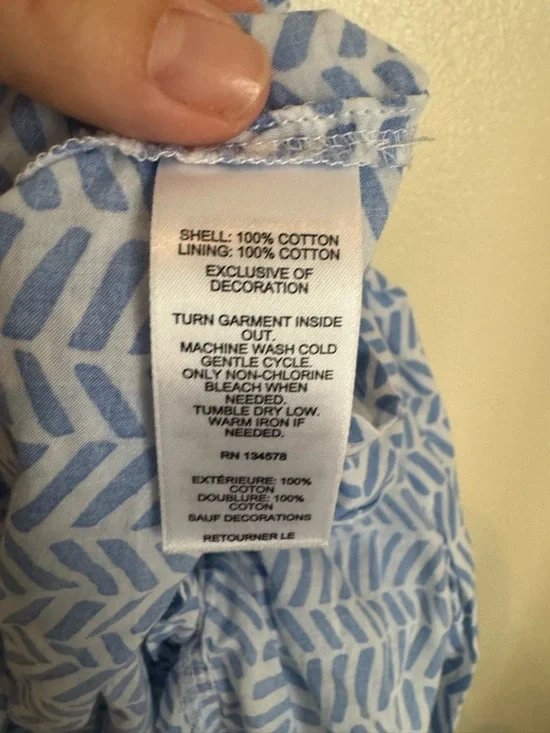 SHELL: 100% COTTON
LINING: 100% COTTON
EXCLUSIVE OF
DECORATION
TURN GARMENT INSIDE
OUT.
MACHINE WASH COLD
GENTLE CYCLE.
ONLY NON-CHLORINE
BLEACH WHEN
NEEDED.
TUMBLE DRY LOW.
WARM IRON IF
NEEDED.
RN 134578
EXTÉRIEURE: 100%
COTON
DOUBLURE: 100%
COTON
SAUF DECORATIONS
RETOURNER LE